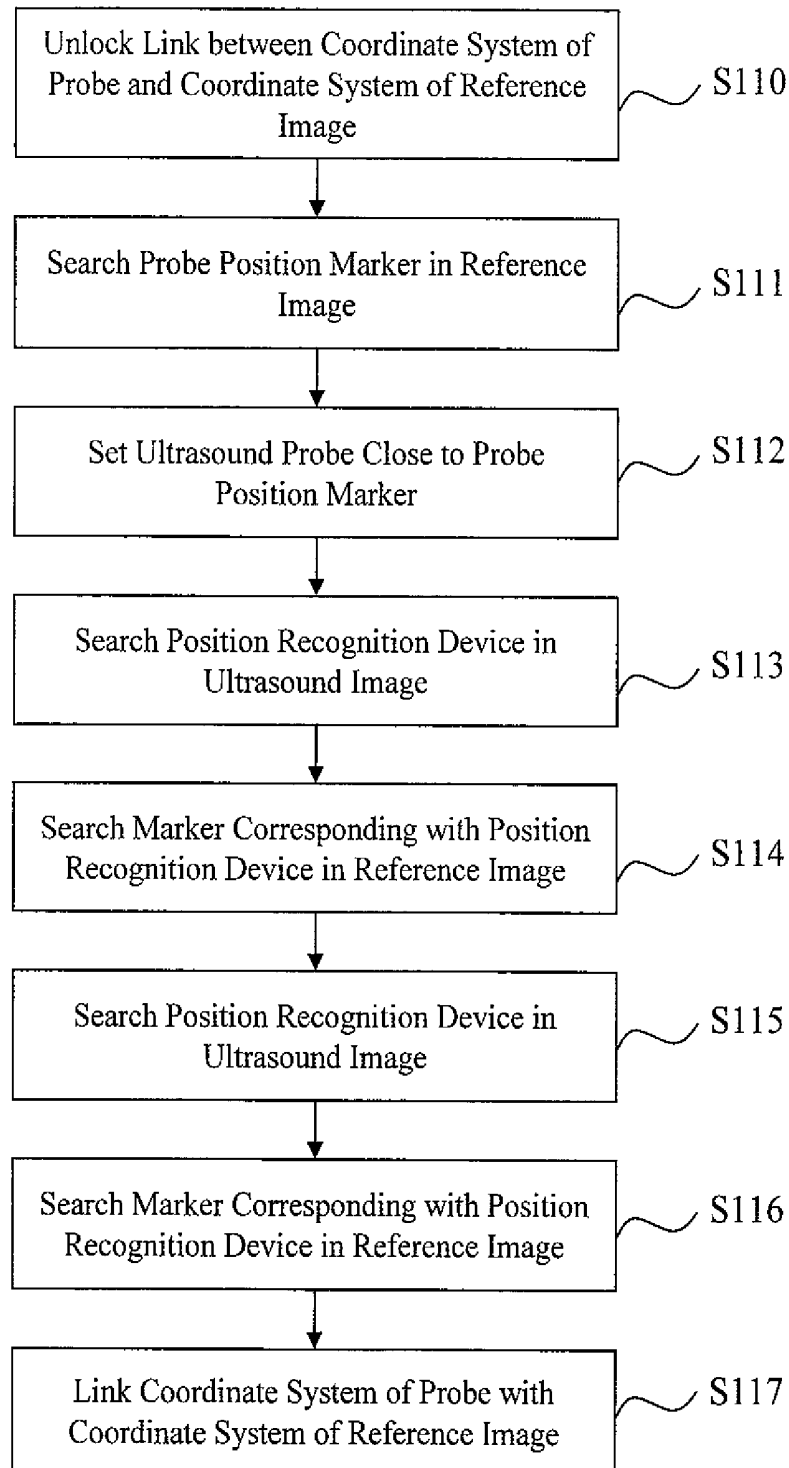 Unlock Link between Coordinate System of
Probe and Coordinate System of Reference
Image
S110
Search Probe Position Marker in Reference
Image
S111
Set Ultrasound Probe Close to Probe
Position Marker
S112
Search Position Recognition Device in
Ultrasound Image
S113
Search Marker Corresponding with Position
Recognition Device in Reference Image
S114
Search Position Recognition Device in
Ultrasound Image
S115
Search Marker Corresponding with Position
Recognition Device in Reference Image
S116
Link Coordinate System of Probe with
Coordinate System of Reference Image
S117